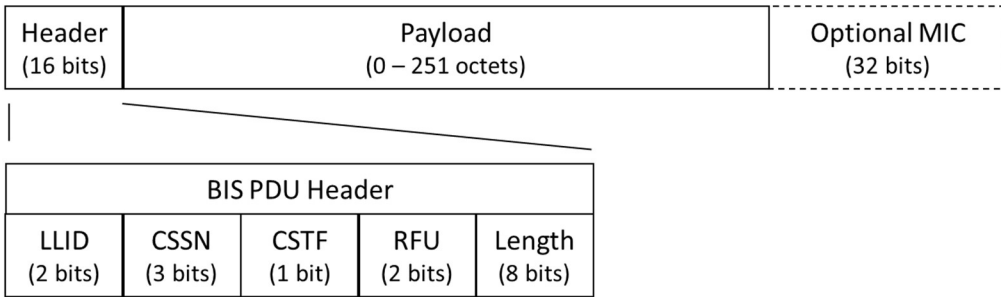 Header
(16 bits)
Payload
(0 – 251 octets)
Optional MIC
(32 bits)
BIS PDU Header
LLID
(2 bits)
CSSN
(3 bits)
CSTF
(1 bit)
RFU
(2 bits)
Length
(8 bits)